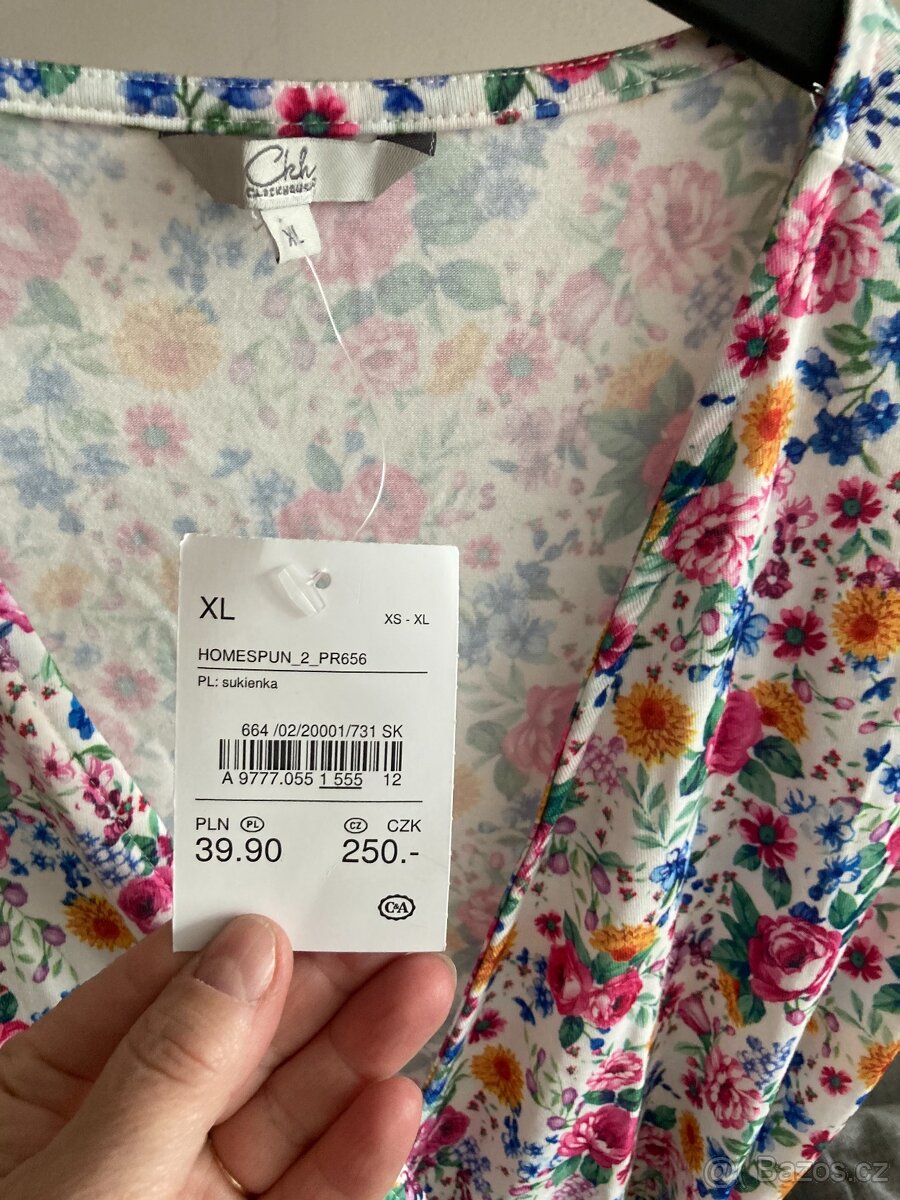 Ckh
CLOCKHOUSE
XL
XL
XS - XL
HOMESPUN_2_PR656
PL: sukienka
664 /02/20001/731 SK
A 9777.055 1 555 12
PLN PL CZ CZK
39.90 250.-
C&A
@ Bazos.cz